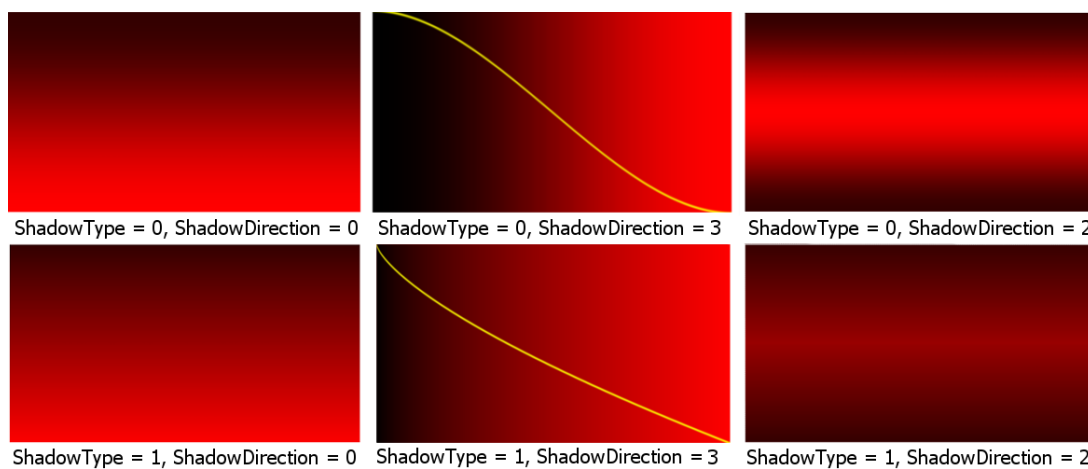 ShadowType = 0, ShadowDirection = 0
ShadowType = 0, ShadowDirection = 3
ShadowType = 0, ShadowDirection = 2
ShadowType = 1, ShadowDirection = 0
ShadowType = 1, ShadowDirection = 3
ShadowType = 1, ShadowDirection = 2